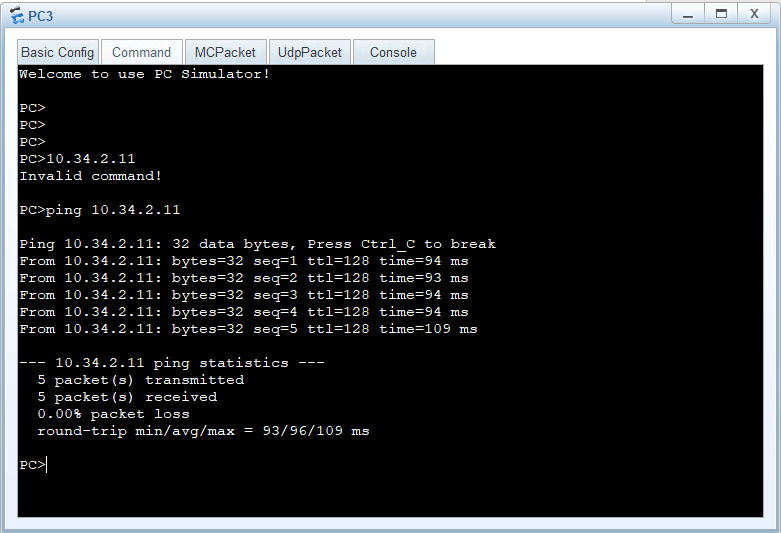 PC3
X
Basic Config Command MCPacket UdpPacket Console
Welcome to use PC Simulator!
PC>
PC>
PC>
PC>10.34.2.11
Invalid command!
PC>ping 10.34.2.11
Ping 10.34.2.11: 32 data bytes, Press Ctrl_C to break
From 10.34.2.11: bytes=32 seq=1 ttl=128 time=94 ms
From 10.34.2.11: bytes=32 seq=2 ttl=128 time=93 ms
From 10.34.2.11: bytes=32 seq=3 ttl=128 time=94 ms
From 10.34.2.11: bytes=32 seq=4 ttl=128 time=94 ms
From 10.34.2.11: bytes=32 seq=5 ttl=128 time=109 ms
--- 10.34.2.11 ping statistics ---
5 packet(s) transmitted
5 packet(s) received
0.00% packet loss
round-trip min/avg/max = 93/96/109 ms
PC>